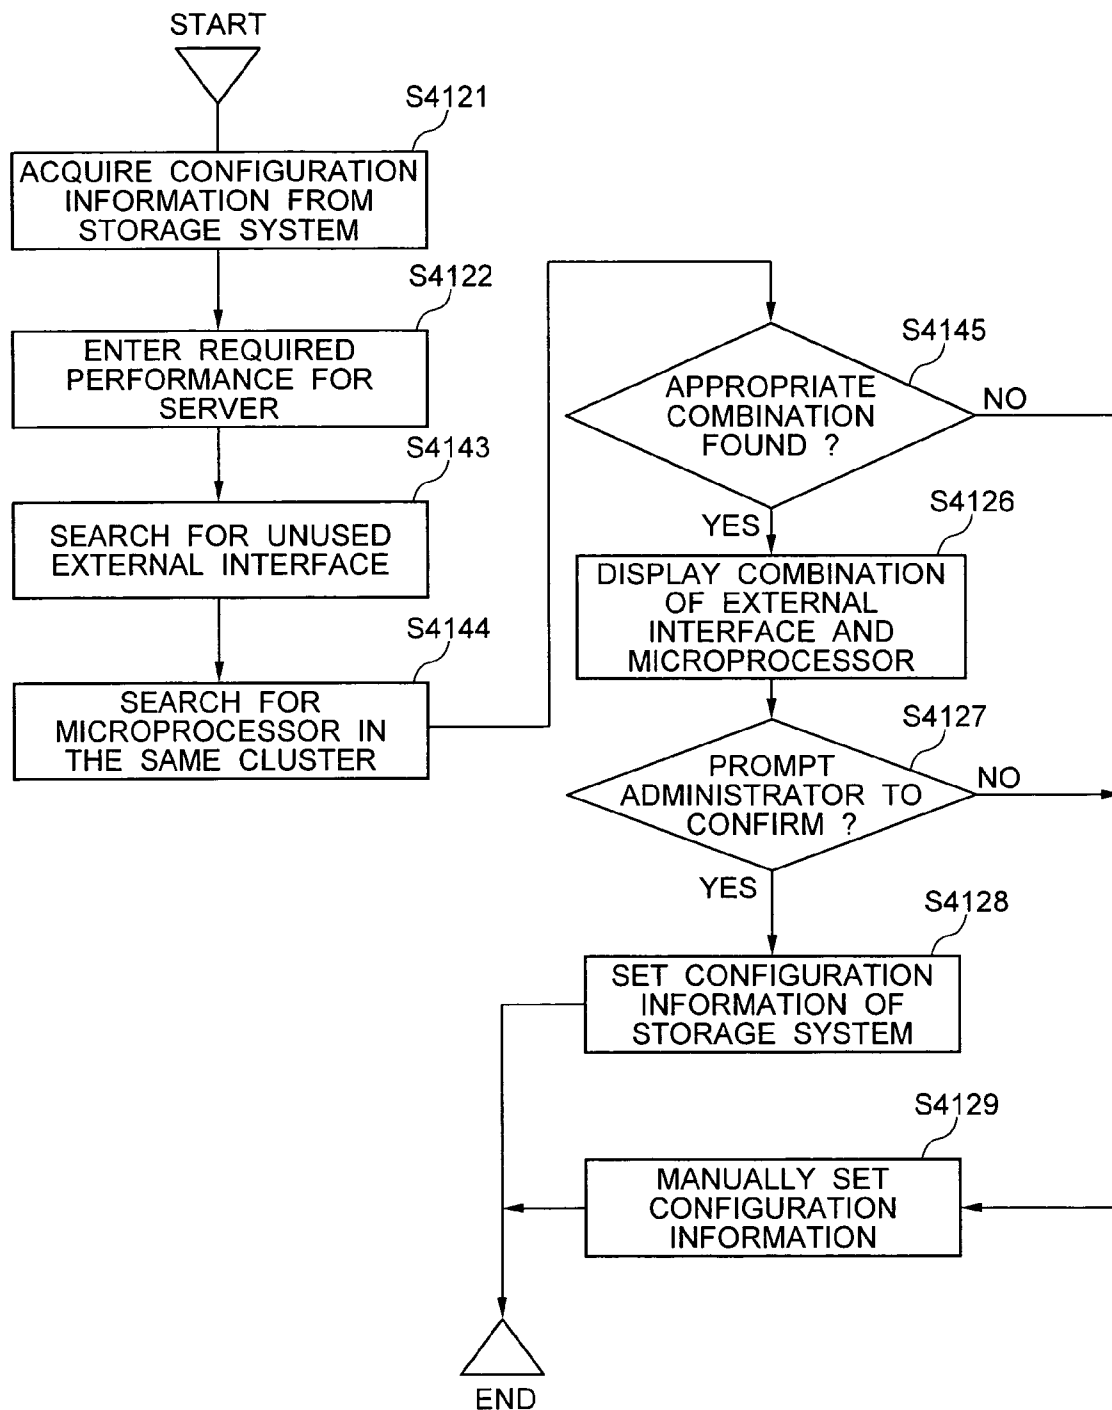 START
S4121
ACQUIRE CONFIGURATION
INFORMATION FROM
STORAGE SYSTEM
S4122
ENTER REQUIRED
PERFORMANCE FOR
SERVER
S4143
SEARCH FOR UNUSED
EXTERNAL INTERFACE
S4144
SEARCH FOR
MICROPROCESSOR IN
THE SAME CLUSTER
S4145
APPROPRIATE
COMBINATION
FOUND ?
NO
YES
S4126
DISPLAY COMBINATION
OF EXTERNAL
INTERFACE AND
MICROPROCESSOR
S4127
PROMPT
ADMINISTRATOR TO
CONFIRM ?
NO
YES
S4128
SET CONFIGURATION
INFORMATION OF
STORAGE SYSTEM
S4129
MANUALLY SET
CONFIGURATION
INFORMATION
END